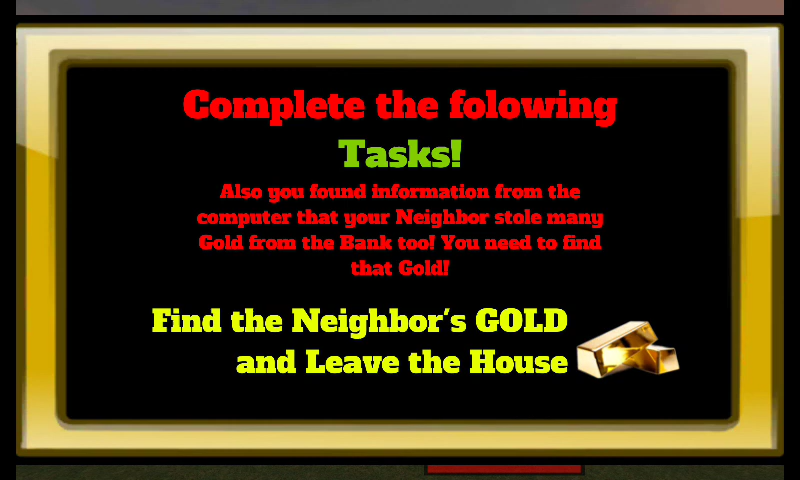 Complete the folowing
Tasks!
Also you found information from the
computer that your Neighbor stole many
Gold from the Bank too! You need to find
that Gold!
Find the Neighbor's GOLD
and Leave the House